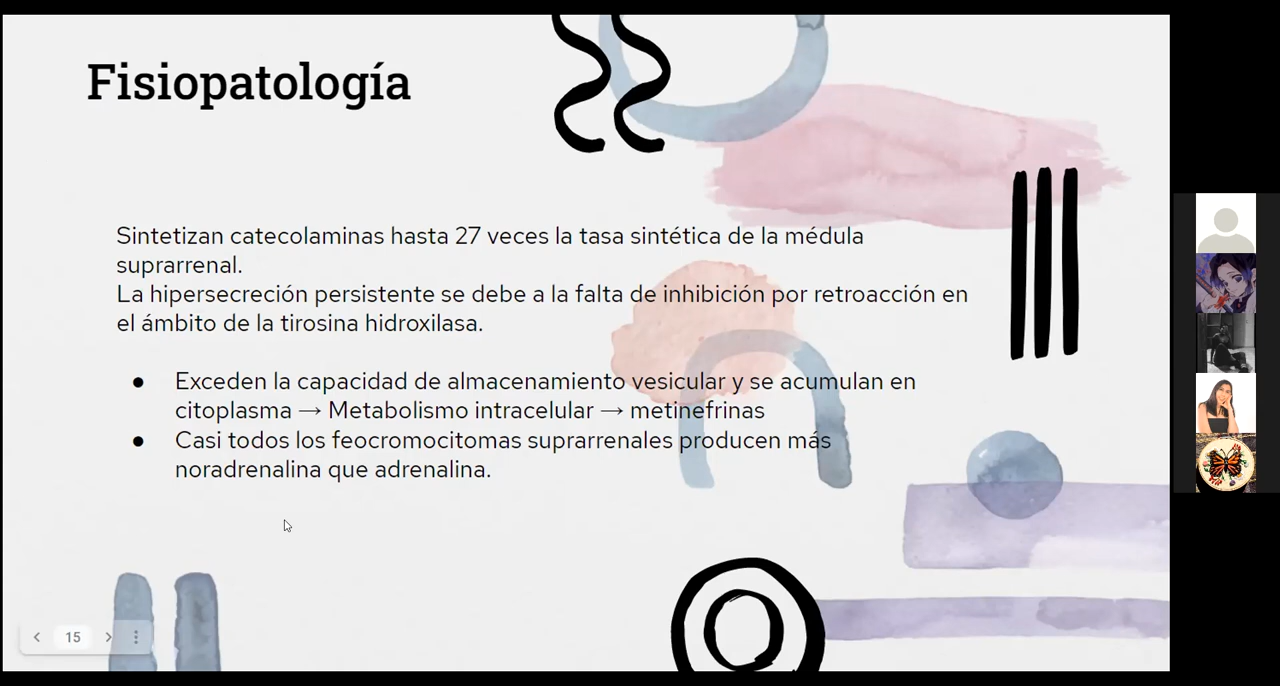 Fisiopatología
Sintetizan catecolaminas hasta 27 veces la tasa sintética de la médula
suprarrenal.
La hipersecreción persistente se debe a la falta de inhibición por retroacción en
el ámbito de la tirosina hidroxilasa.
● Exceden la capacidad de almacenamiento vesicular y se acumulan en
citoplasma → Metabolismo intracelular → metinefrinas
● Casi todos los feocromocitomas suprarrenales producen más
noradrenalina que adrenalina.
15